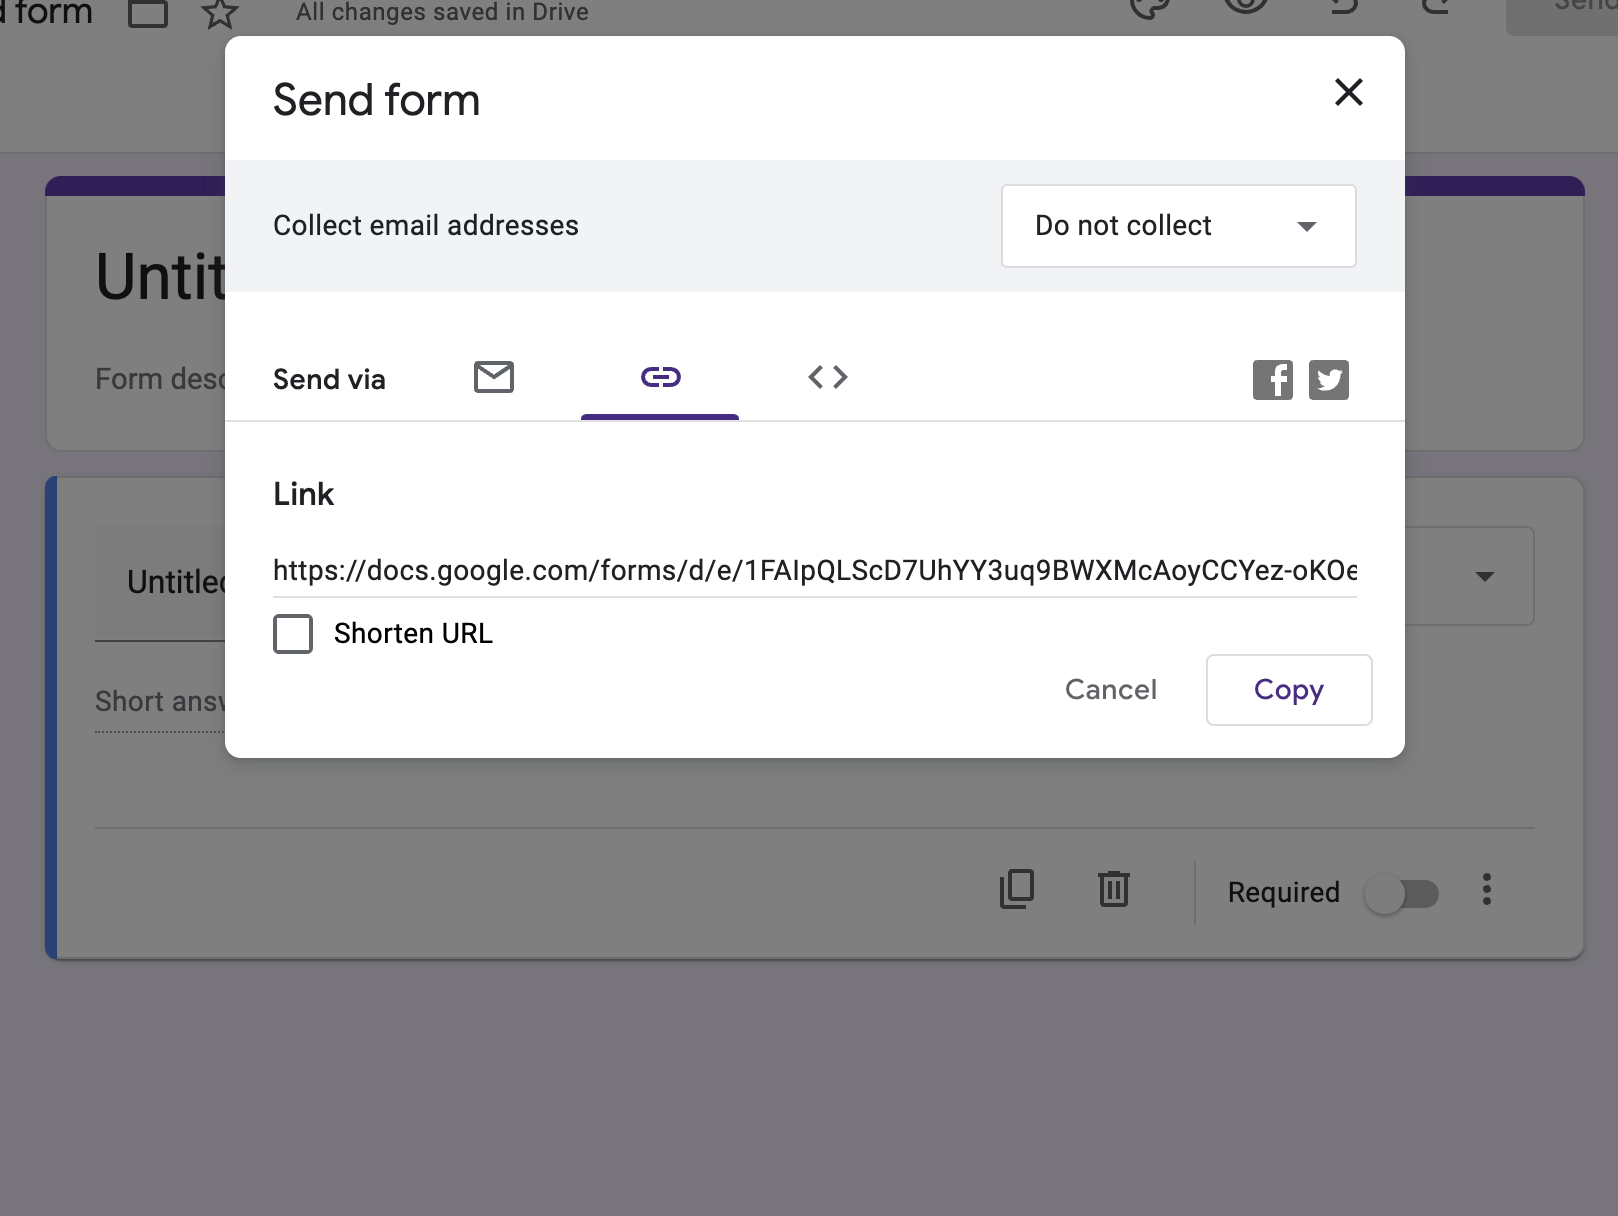 form
All changes saved in Drive
Send form
Collect email addresses
Do not collect
Send via
Link
https://docs.google.com/forms/d/e/1FAIpQLScD7UhYY3uq9BWXMcAoyCCYez-oKOe
Shorten URL
Cancel
Copy
Untit
Form desc
Untitled
Short answ
Required